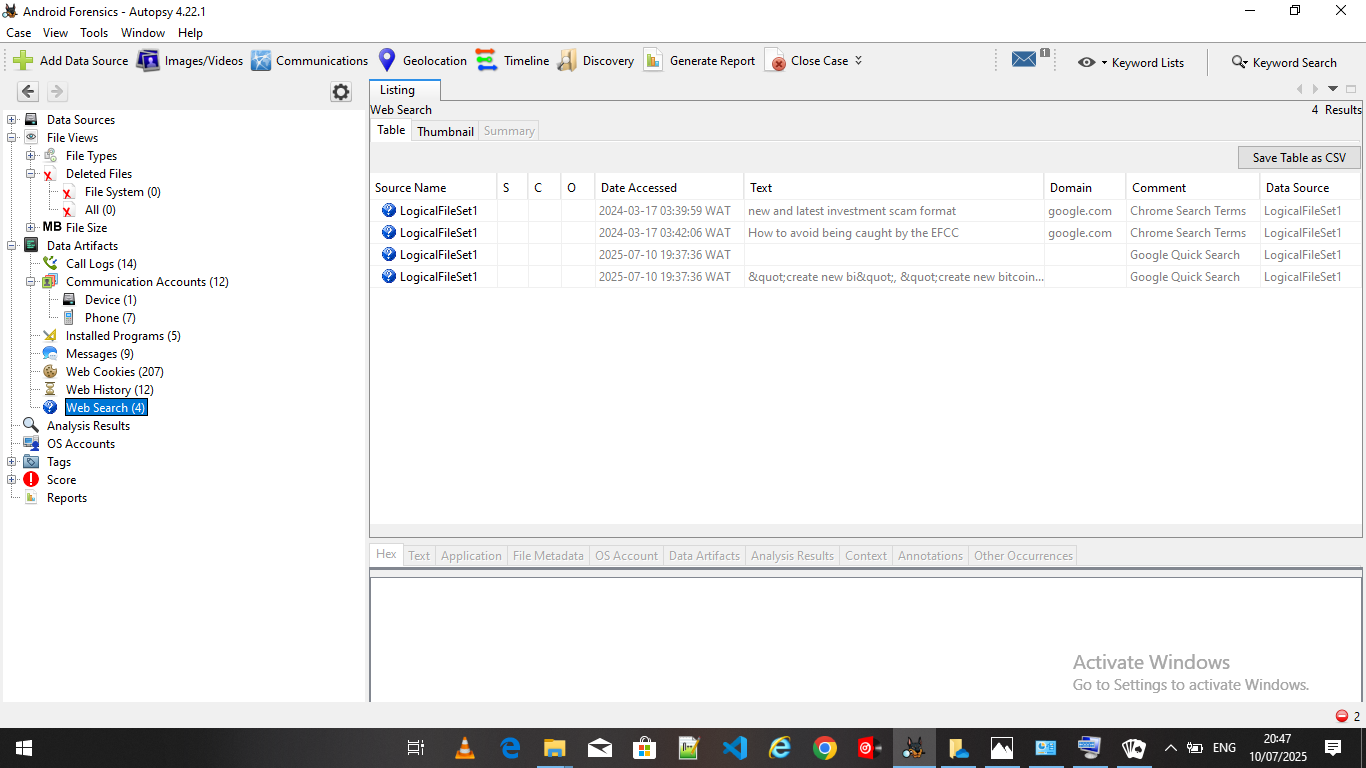 Android Forensics - Autopsy 4.22.1
Case View Tools Window Help
Add Data Source Images/Videos Communications Geolocation Timeline Discovery Generate Report Close Case 1 Keyword Lists Keyword Search
Listing
Web Search 4 Results
Table Thumbnail Summary
Save Table as CSV
Data Sources
File Views
File Types
Deleted Files
File System (0)
All (0)
MB File Size
Data Artifacts
Call Logs (14)
Communication Accounts (12)
Device (1)
Phone (7)
Installed Programs (5)
Messages (9)
Web Cookies (207)
Web History (12)
Web Search (4)
Analysis Results
OS Accounts
Tags
Score
Reports
Source Name S C O Date Accessed Text Domain Comment Data Source
LogicalFileSet1 2024-03-17 03:39:59 WAT new and latest investment scam format google.com Chrome Search Terms LogicalFileSet1
LogicalFileSet1 2024-03-17 03:42:06 WAT How to avoid being caught by the EFCC google.com Chrome Search Terms LogicalFileSet1
LogicalFileSet1 2025-07-10 19:37:36 WAT Google Quick Search LogicalFileSet1
LogicalFileSet1 2025-07-10 19:37:36 WAT &quot;create new bi&quot;, &quot;create new bitcoin... Google Quick Search LogicalFileSet1
Hex Text Application File Metadata OS Account Data Artifacts Analysis Results Context Annotations Other Occurrences
Activate Windows
Go to Settings to activate Windows.
2
ENG
20:47
10/07/2025